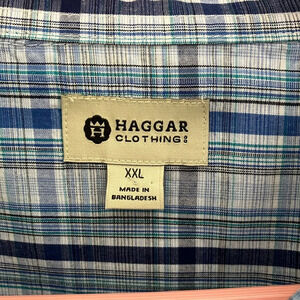 H
HAGGAR
CLOTHING CO
XXL
MADE IN
BANGLADESH